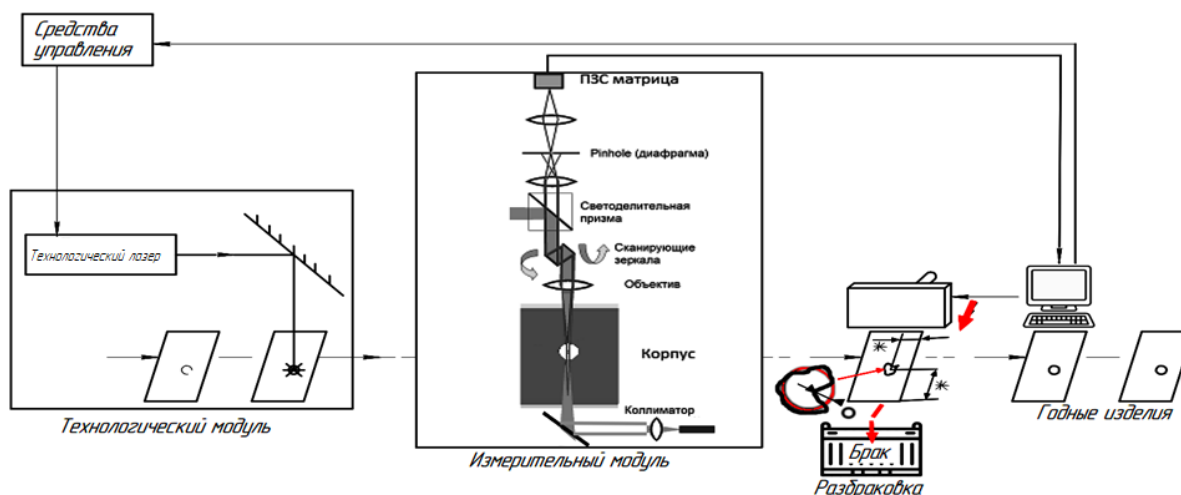 Средства
управления
Технологический лазер
Технологический модуль
ПЗС матрица
Pinhole (диафрагма)
Светоделительная
призма
Сканирующие
зеркала
Объектив
Корпус
Коллиматор
Измерительный модуль
Брак
Разбраковка
Годные изделия